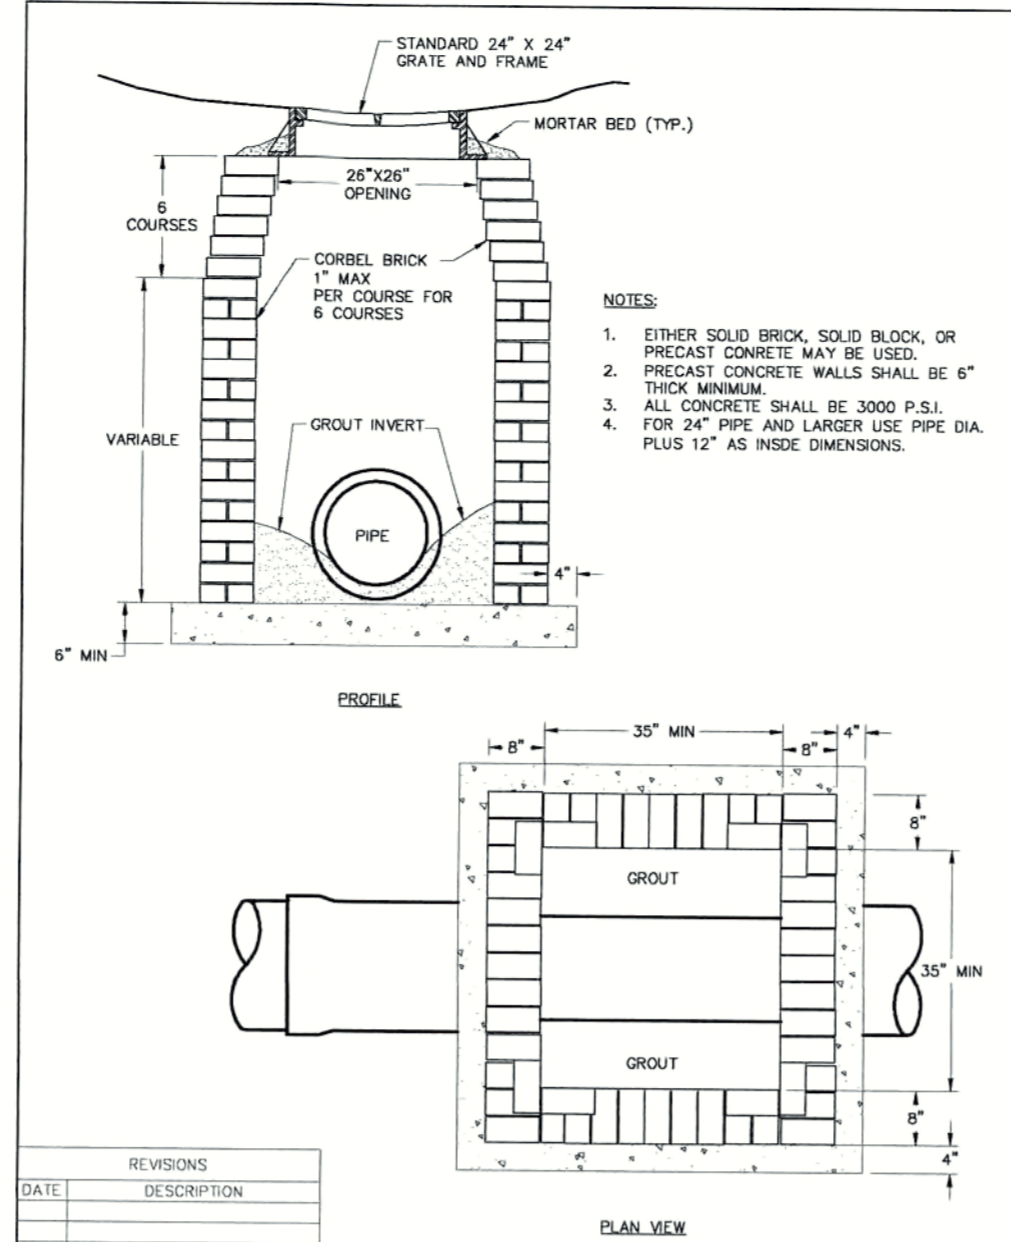 STANDARD 24" X 24"
GRATE AND FRAME
MORTAR BED (TYP.)
26"X26"
OPENING
6
COURSES
CORBEL BRICK
1" MAX
PER COURSE FOR
6 COURSES
NOTES:
1. EITHER SOLID BRICK, SOLID BLOCK, OR
PRECAST CONRETE MAY BE USED.
2. PRECAST CONCRETE WALLS SHALL BE 6"
THICK MINIMUM.
3. ALL CONCRETE SHALL BE 3000 P.S.I.
4. FOR 24" PIPE AND LARGER USE PIPE DIA.
PLUS 12" AS INSDE DIMENSIONS.
VARIABLE
GROUT INVERT
PIPE
4"
6" MIN
PROFILE
8"
35" MIN
8"
4"
8"
GROUT
35" MIN
GROUT
8"
4"
REVISIONS
DATE DESCRIPTION
PLAN VIEW